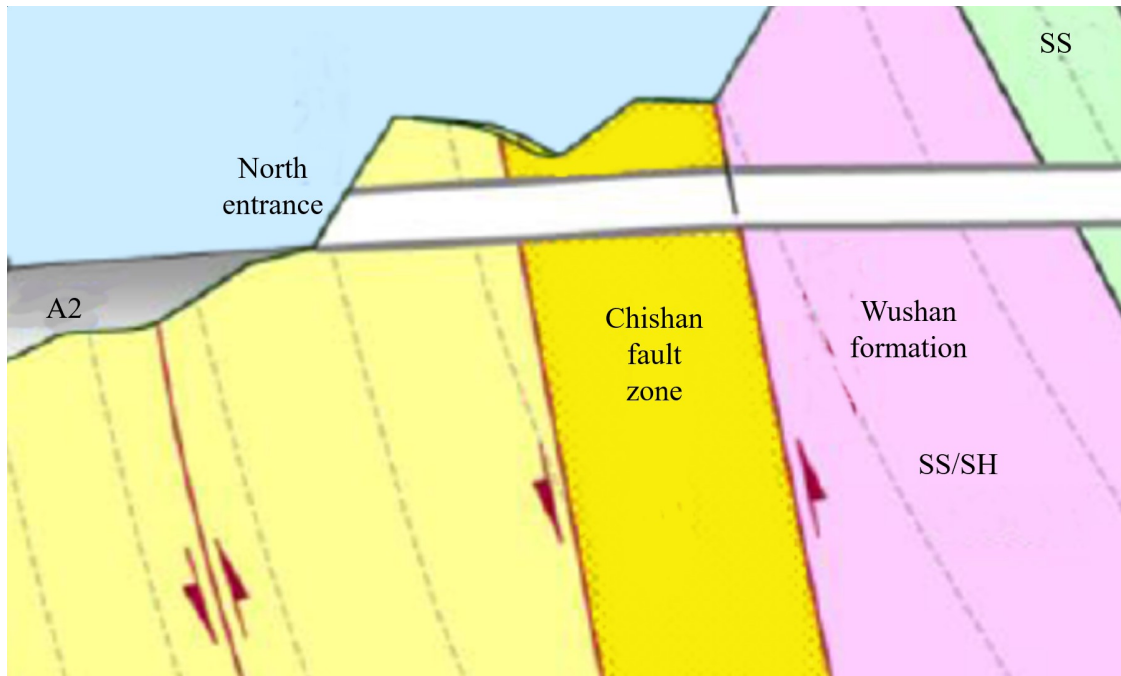 SS
North
entrance
A2
Chishan
fault
zone
Wushan
formation
SS/SH